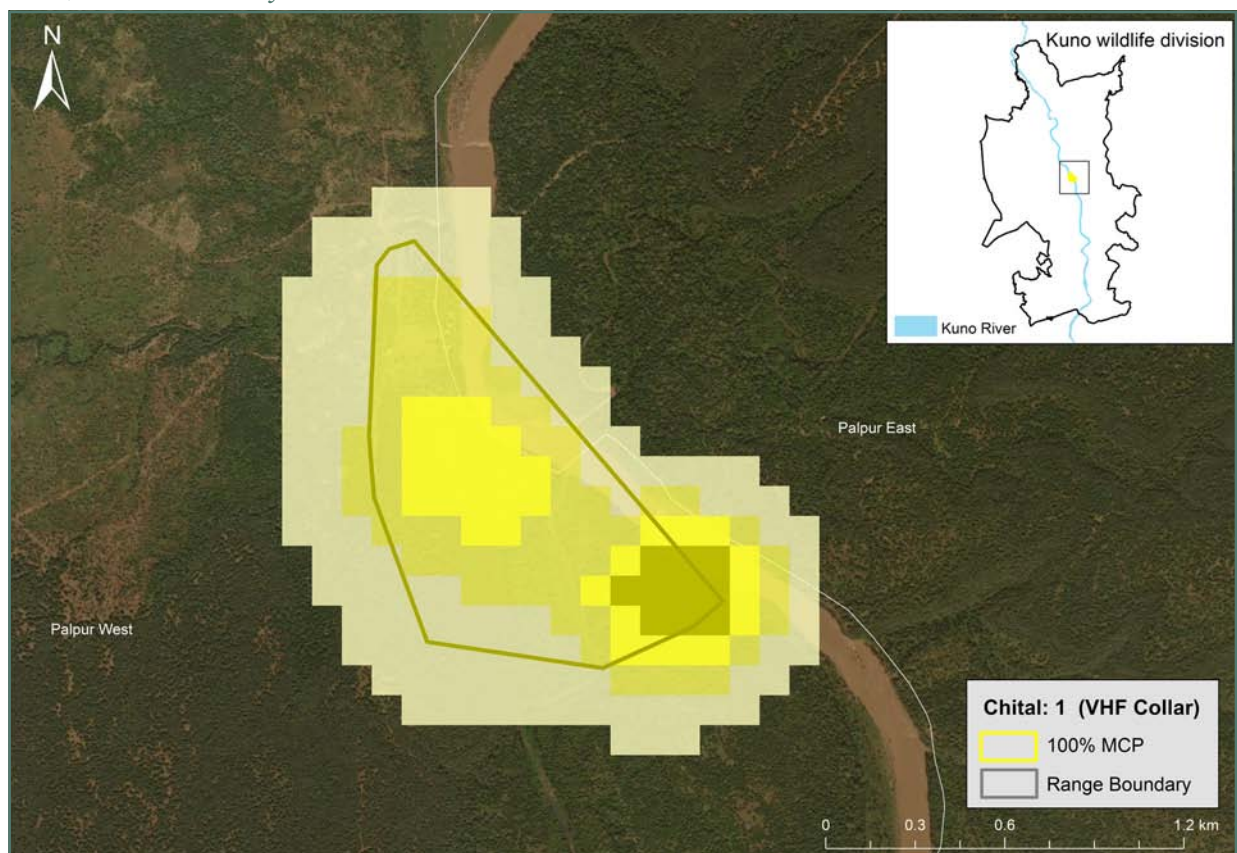 N
Kuno wildlife division
Kuno River
Palpur East
Palpur West
Chital: 1 (VHF Collar)
100% MCP
Range Boundary
0 0.3 0.6 1.2 km